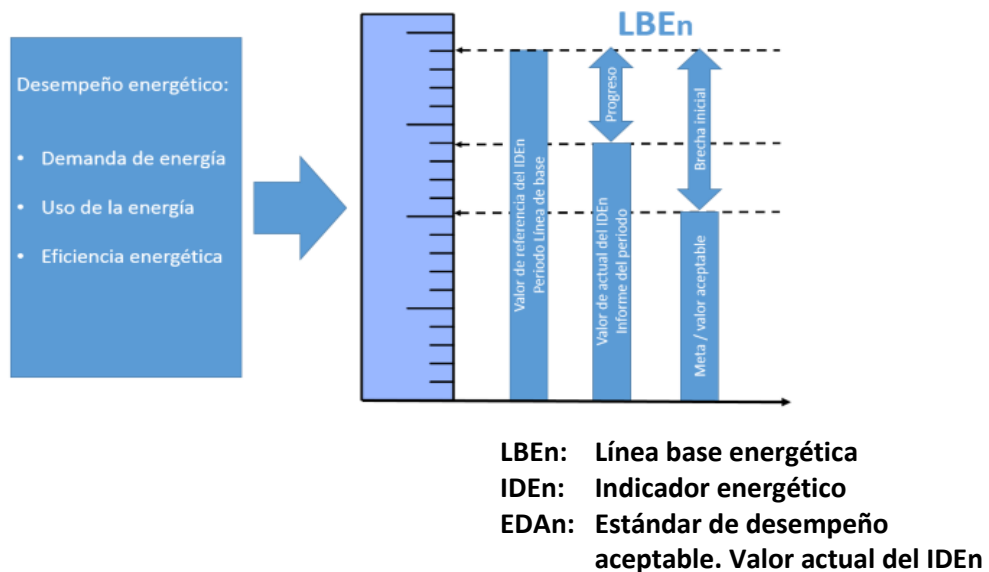 Desempeño energético:
• Demanda de energía
• Uso de la energía
• Eficiencia energética
LBEn
Valor de referencia del IDEn
Periodo Línea de base
Progreso
Valor de actual del IDEn
Informe del periodo
Brecha inicial
Meta / valor aceptable
LBEn: Línea base energética
IDEn: Indicador energético
EDAn: Estándar de desempeño
aceptable. Valor actual del IDEn